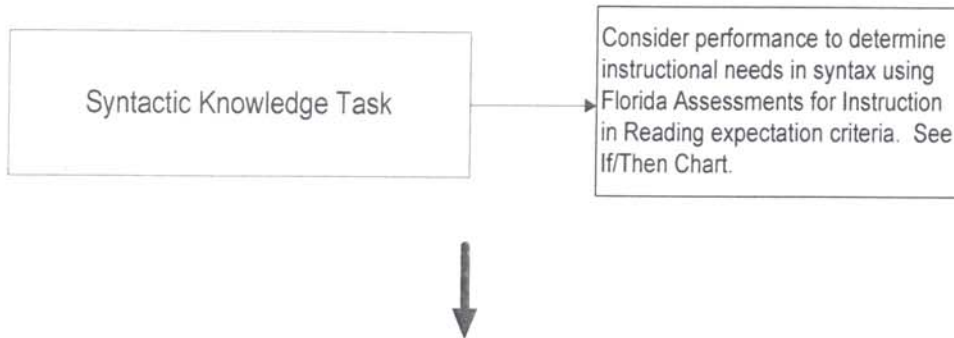 Syntactic Knowledge Task
Consider performance to determine
instructional needs in syntax using
Florida Assessments for Instruction
in Reading expectation criteria. See
If/Then Chart.